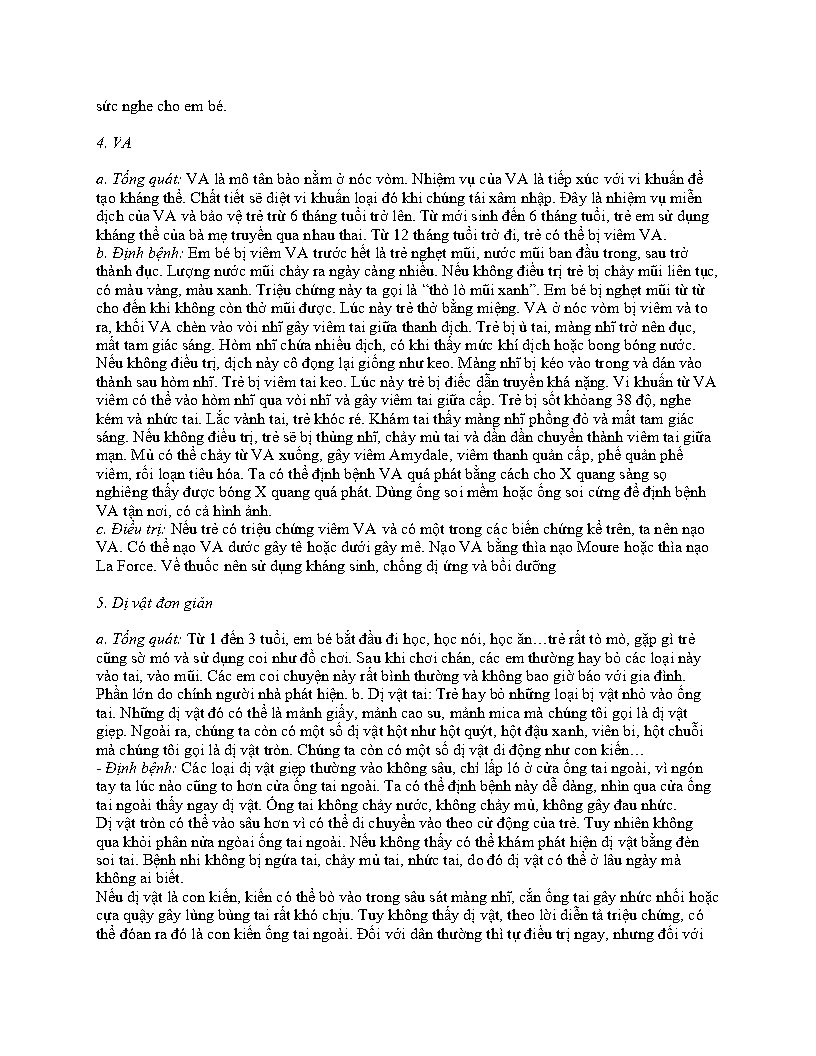 sức nghe cho em bé.
4. VA
a. Tổng quát: VA là mô tân bào nằm ở nóc vòm. Nhiệm vụ của VA là tiếp xúc với vi khuẩn để
tạo kháng thể. Chất tiết sẽ diệt vi khuẩn loại đó khi chúng tái xâm nhập. Đây là nhiệm vụ miễn
dịch của VA và bảo vệ trẻ trừ 6 tháng tuổi trở lên. Từ mới sinh đến 6 tháng tuổi, trẻ em sử dụng
kháng thể của bà mẹ truyền qua nhau thai. Từ 12 tháng tuổi trở đi, trẻ có thể bị viêm VA.
b. Định bệnh: Em bé bị viêm VA trước hết là trẻ nghẹt mũi, nước mũi ban đầu trong, sau trở
thành đục. Lượng nước mũi chảy ra ngày càng nhiều. Nếu không điều trị trẻ bị chảy mũi liên tục,
có màu vàng, màu xanh. Triệu chứng này ta gọi là “thò lò mũi xanh”. Em bé bị nghẹt mũi từ từ
cho đến khi không còn thở mũi được. Lúc này trẻ thở bằng miệng. VA ở nóc vòm bị viêm và to
ra, khối VA chèn vào vòi nhĩ gây viêm tai giữa thanh dịch. Trẻ bị ù tai, màng nhĩ trở nên đục,
mất tam giác sáng. Hòm nhĩ chứa nhiều dịch, có khi thấy mức khí dịch hoặc bong bóng nước.
Nếu không điều trị, dịch này cô đọng lại giống như keo. Màng nhĩ bị kéo vào trong và dán vào
thành sau hòm nhĩ. Trẻ bị viêm tai keo. Lúc này trẻ bị điếc dẫn truyền khá nặng. Vi khuẩn từ VA
viêm có thể vào hòm nhĩ qua vòi nhĩ và gây viêm tai giữa cấp. Trẻ bị sốt khỏang 38 độ, nghe
kém và nhức tai. Lắc vành tai, trẻ khóc ré. Khám tai thấy màng nhĩ phồng đỏ và mất tam giác
sáng. Nếu không điều trị, trẻ sẽ bị thủng nhĩ, chảy mủ tai và dần dần chuyển thành viêm tai giữa
mạn. Mủ có thể chảy từ VA xuống, gây viêm Amydale, viêm thanh quản cấp, phế quản phế
viêm, rối loạn tiêu hóa. Ta có thể định bệnh VA quá phát bằng cách cho X quang sàng sọ
nghiêng thấy được bóng X quang quá phát. Dùng ống soi mềm hoặc ống soi cứng để định bệnh
VA tận nơi, có cả hình ảnh.
c. Điều trị: Nếu trẻ có triệu chứng viêm VA và có một trong các biến chứng kể trên, ta nên nạo
VA. Có thể nạo VA dước gây tê hoặc dưới gây mê. Nạo VA bằng thìa nạo Moure hoặc thìa nạo
La Force. Về thuốc nên sử dụng kháng sinh, chống dị ứng và bồi dưỡng
5. Dị vật đơn giản
a. Tổng quát: Từ 1 đến 3 tuổi, em bé bắt đầu đi học, học nói, học ăn…trẻ rất tò mò, gặp gì trẻ
cũng sờ mó và sử dụng coi như đồ chơi. Sau khi chơi chán, các em thường hay bỏ các loại này
vào tai, vào mũi. Các em coi chuyện này rất bình thường và không bao giờ báo với gia đình.
Phần lớn do chính người nhà phát hiện. b. Dị vật tai: Trẻ hay bỏ những loại bị vật nhỏ vào ống
tai. Những dị vật đó có thể là mảnh giấy, mảnh cao su, mảnh mica mà chúng tôi gọi là dị vật
giẹp. Ngoài ra, chúng ta còn có một số dị vật hột như hột quýt, hột đậu xanh, viên bi, hột chuỗi
mà chúng tôi gọi là dị vật tròn. Chúng ta còn có một số dị vật di động như con kiến…
- Định bệnh: Các loại dị vật giẹp thường vào không sâu, chỉ lấp ló ở cửa ống tai ngoài, vì ngón
tay ta lúc nào cũng to hơn cửa ống tai ngoài. Ta có thể định bệnh này dễ dàng, nhìn qua cửa ống
tai ngoài thấy ngay dị vật. Ống tai không chảy nước, không chảy mủ, không gây đau nhức.
Dị vật tròn có thể vào sâu hơn vì có thể di chuyển vào theo cử động của trẻ. Tuy nhiên không
qua khỏi phân nửa ngòai ống tai ngoài. Nếu không thấy có thể khám phát hiện dị vật bằng đèn
soi tai. Bệnh nhi không bị ngứa tai, chảy mủ tai, nhức tai, do đó dị vật có thể ở lâu ngày mà
không ai biết.
Nếu dị vật là con kiến, kiến có thể bò vào trong sâu sát màng nhĩ, cắn ống tai gây nhức nhối hoặc
cựa quậy gây lùng bùng tai rất khó chịu. Tuy không thấy dị vật, theo lời diễn tả triệu chứng, có
thể đóan ra đó là con kiến ống tai ngoài. Đối với dân thường thì tự điều trị ngay, nhưng đối với